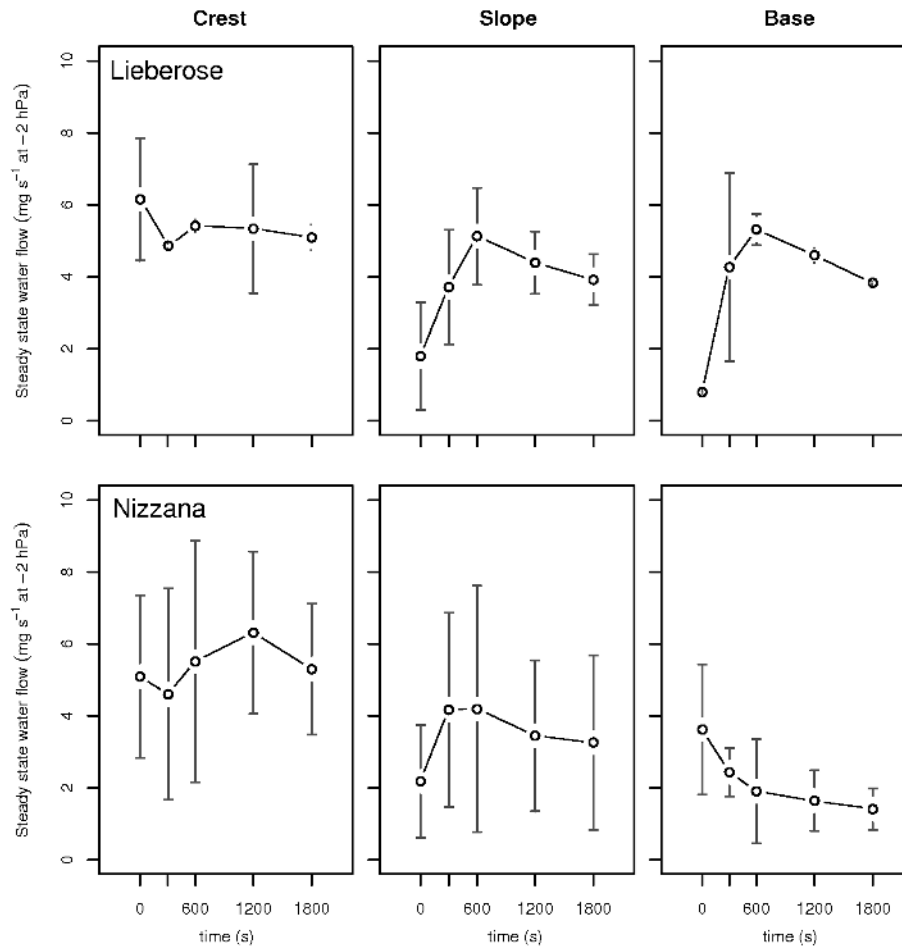 Crest Slope Base
Steady state water flow (mg s⁻¹ at −2 hPa)
10
8
6
4
2
0
Lieberose
Steady state water flow (mg s⁻¹ at −2 hPa)
10
8
6
4
2
0
Nizzana
0 600 1200 1800 0 600 1200 1800 0 600 1200 1800
time (s) time (s) time (s)